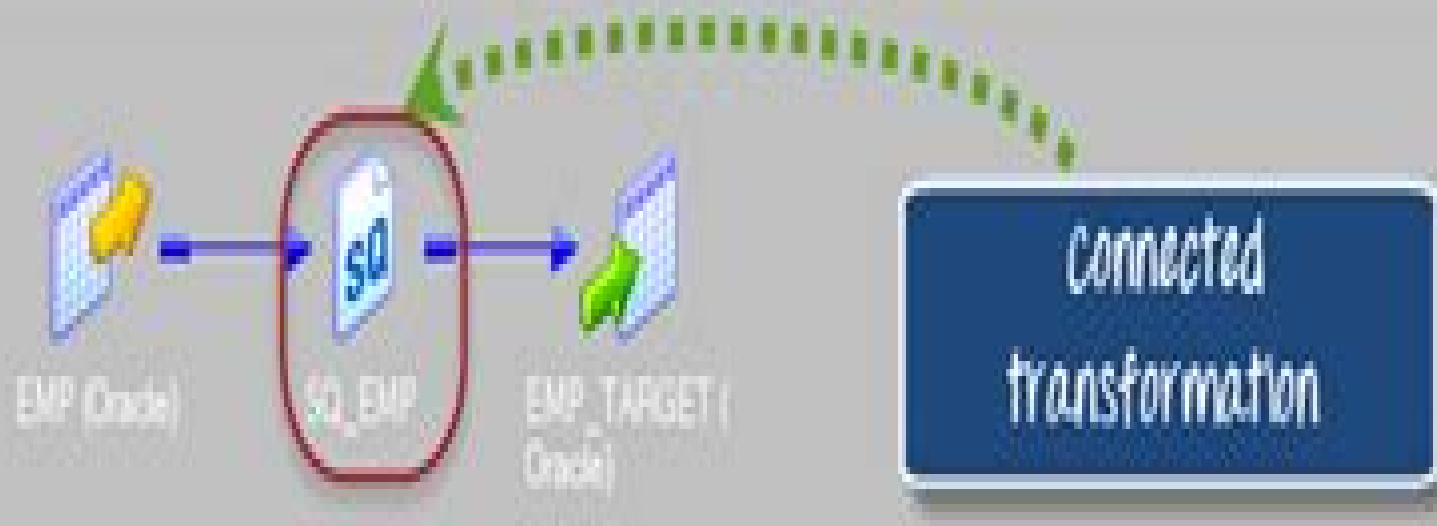 SQ
EMP (Oracle)
SQ_EMP
EMP_TARGET (
Oracle)
connected
transformation